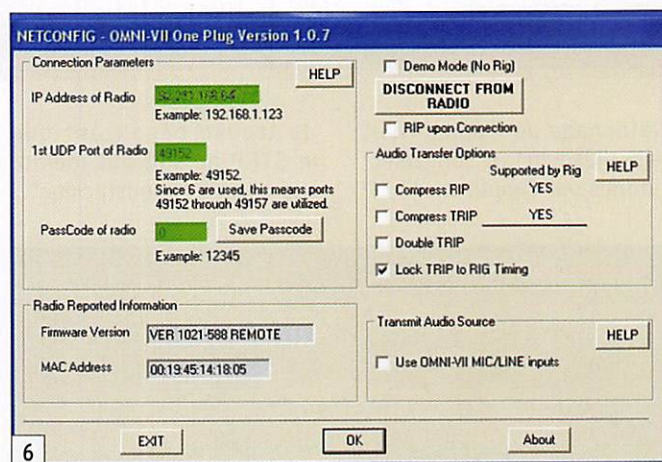 NETCONFIG - OMNI-VII One Plug Version 1.0.7
Connection Parameters
HELP
IP Address of Radio
Example: 192.168.1.123
1st UDP Port of Radio 49152
Example: 49152.
Since 6 are used, this means ports
49152 through 49157 are utilized.
PassCode of radio 0 Save Passcode
Example: 12345
Radio Reported Information
Firmware Version VER 1021-588 REMOTE
MAC Address 00:19:45:14:18:05
Demo Mode (No Rig)
DISCONNECT FROM
RADIO
RIP upon Connection
Audio Transfer Options
Supported by Rig HELP
Compress RIP YES
Compress TRIP YES
Double TRIP
Lock TRIP to RIG Timing
Transmit Audio Source
HELP
Use OMNI-VII MIC/LINE inputs
EXIT OK About
6